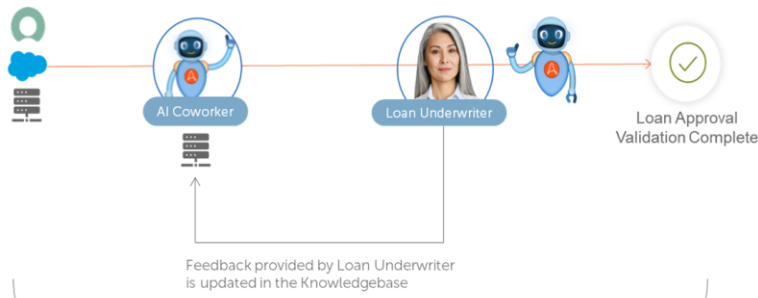 AI Coworker
Loan Underwriter
Loan Approval
Validation Complete
Feedback provided by Loan Underwriter
is updated in the Knowledgebase